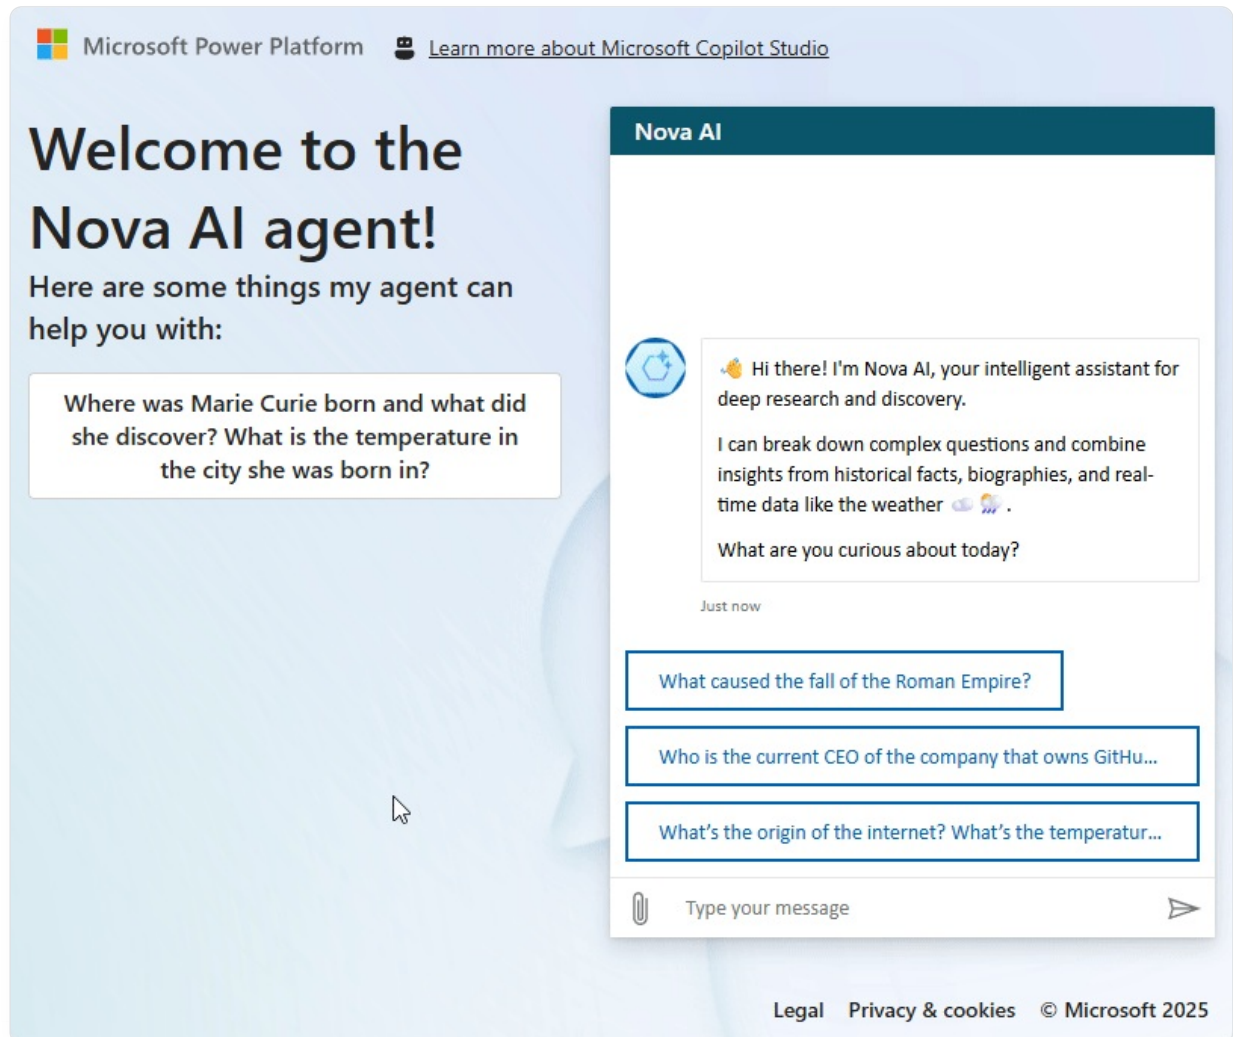 Microsoft Power Platform
Learn more about Microsoft Copilot Studio
Welcome to the
Nova AI agent!
Here are some things my agent can
help you with:
Where was Marie Curie born and what did
she discover? What is the temperature in
the city she was born in?
Nova AI
👋 Hi there! I'm Nova AI, your intelligent assistant for
deep research and discovery.
I can break down complex questions and combine
insights from historical facts, biographies, and real-
time data like the weather ☁️ 🌦️ .
What are you curious about today?
Just now
What caused the fall of the Roman Empire?
Who is the current CEO of the company that owns GitHu...
What’s the origin of the internet? What’s the temperatur...
Type your message
Legal Privacy & cookies © Microsoft 2025